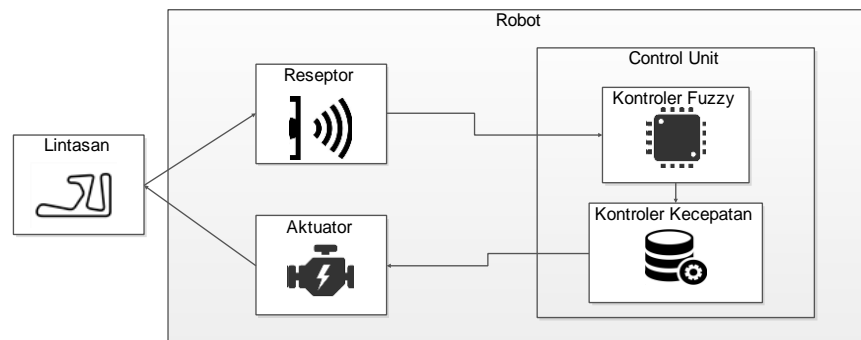 Robot
Control Unit
Reseptor
Kontroler Fuzzy
Lintasan
Kontroler Kecepatan
Aktuator